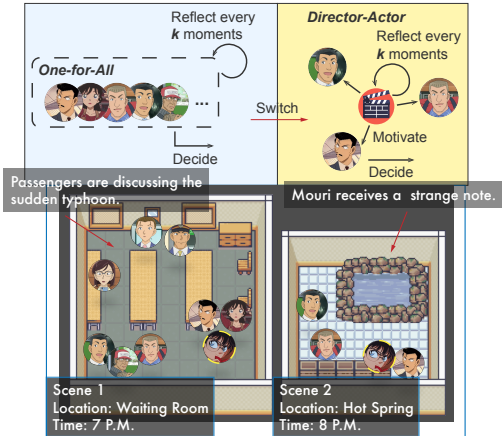 Reflect every
k moments
One-for-All
...
Decide
Switch
Director-Actor
Reflect every
k moments
Motivate
Decide
Passengers are discussing the
sudden typhoon.
Mouri receives a strange note.
Scene 1
Location: Waiting Room
Time: 7 P.M.
Scene 2
Location: Hot Spring
Time: 8 P.M.